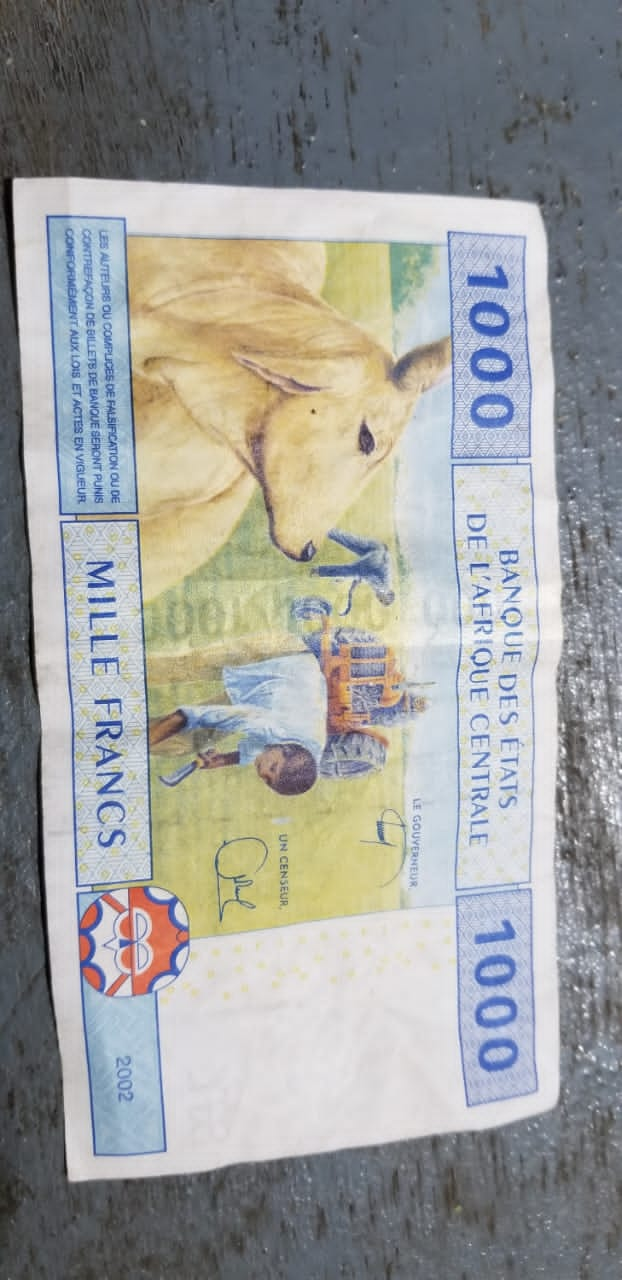 1000
BANQUE DES ÉTATS
DE L'AFRIQUE CENTRALE
1000
LE GOUVERNEUR,
UN CENSEUR,
LES AUTEURS OU COMPLICES DE FALSIFICATION OU DE
CONTREFAÇON DE BILLETS DE BANQUE SERONT PUNIS
CONFORMÉMENT AUX LOIS ET ACTES EN VIGUEUR.
MILLE FRANCS
2002